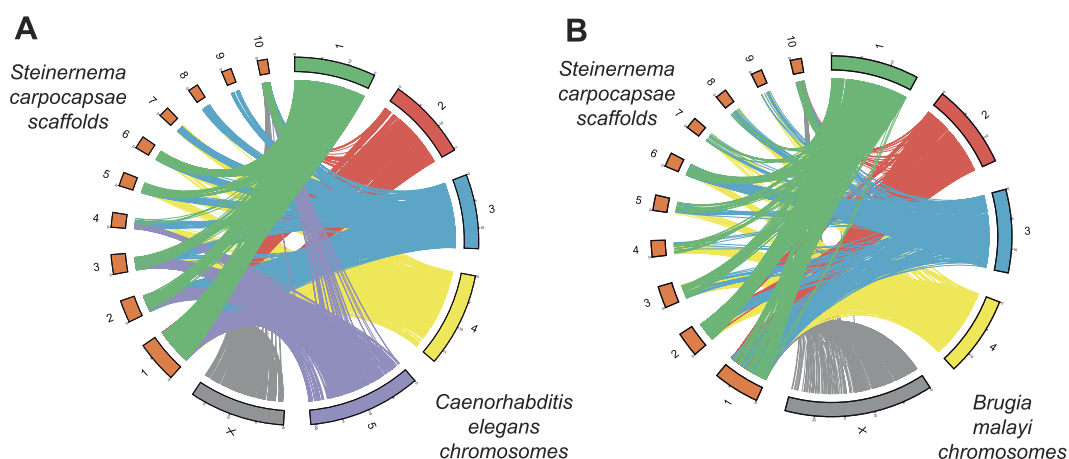 A
Steinernema
carpocapsae
scaffolds
10
9
8
7
6
5
4
3
2
1
1
2
3
4
5
X
Caenorhabditis
elegans
chromosomes
B
Steinernema
carpocapsae
scaffolds
10
9
8
7
6
5
4
3
2
1
1
2
3
4
X
Brugia
malayi
chromosomes